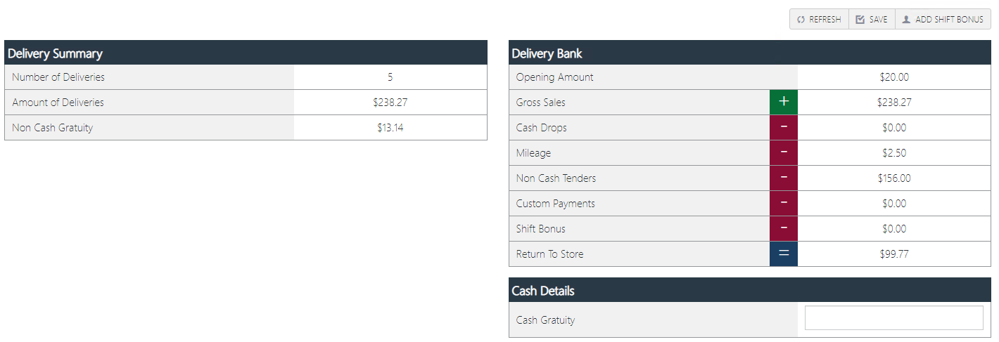 REFRESH SAVE ADD SHIFT BONUS
Delivery Summary
Number of Deliveries 5
Amount of Deliveries $238.27
Non Cash Gratuity $13.14
Delivery Bank
Opening Amount $20.00
Gross Sales + $238.27
Cash Drops - $0.00
Mileage - $2.50
Non Cash Tenders - $156.00
Custom Payments - $0.00
Shift Bonus - $0.00
Return To Store = $99.77
Cash Details
Cash Gratuity